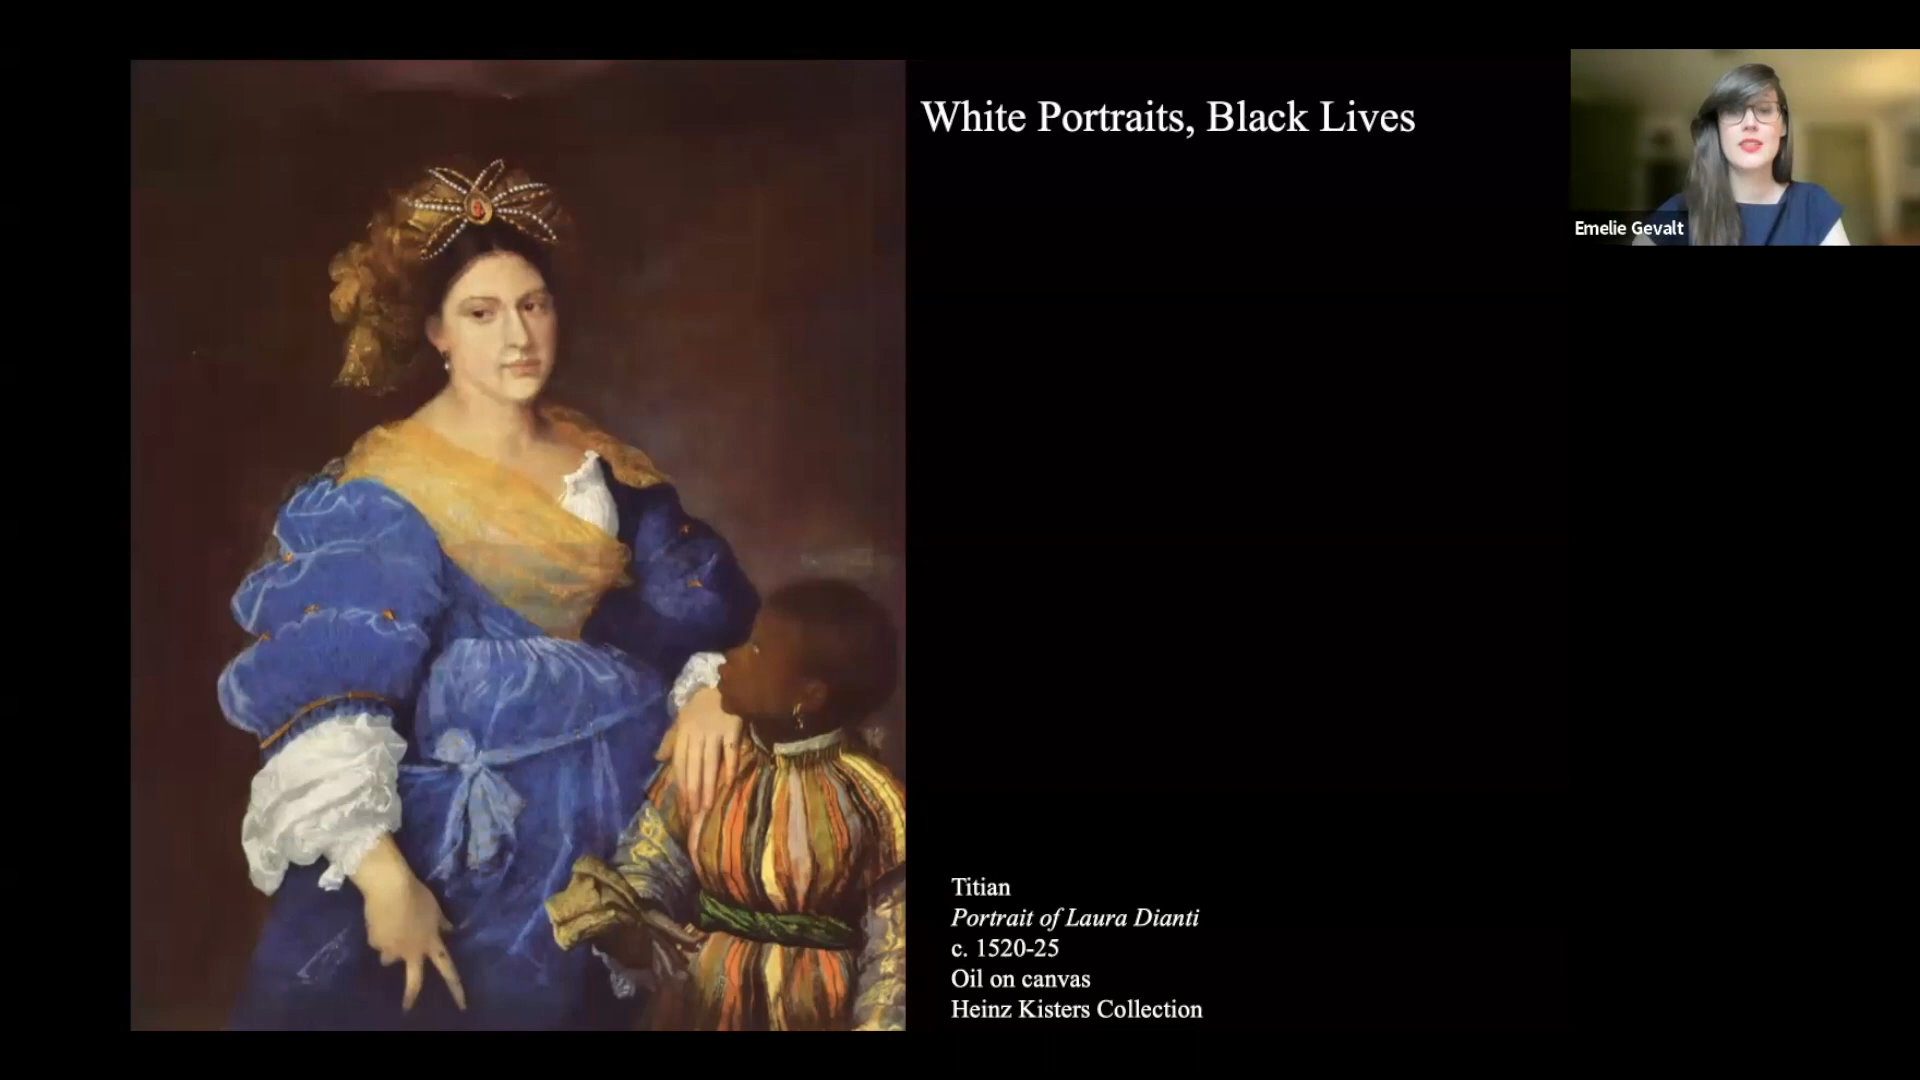 White Portraits, Black Lives
Emelie Gevalt
Titian
Portrait of Laura Dianti
c. 1520-25
Oil on canvas
Heinz Kisters Collection